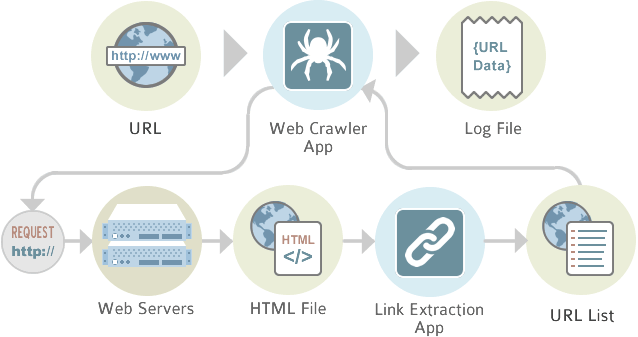 http://www
{URL
Data}
URL
Web Crawler
App
Log File
REQUEST
http://
HTML
</>
Web Servers
HTML File
Link Extraction
App
URL List